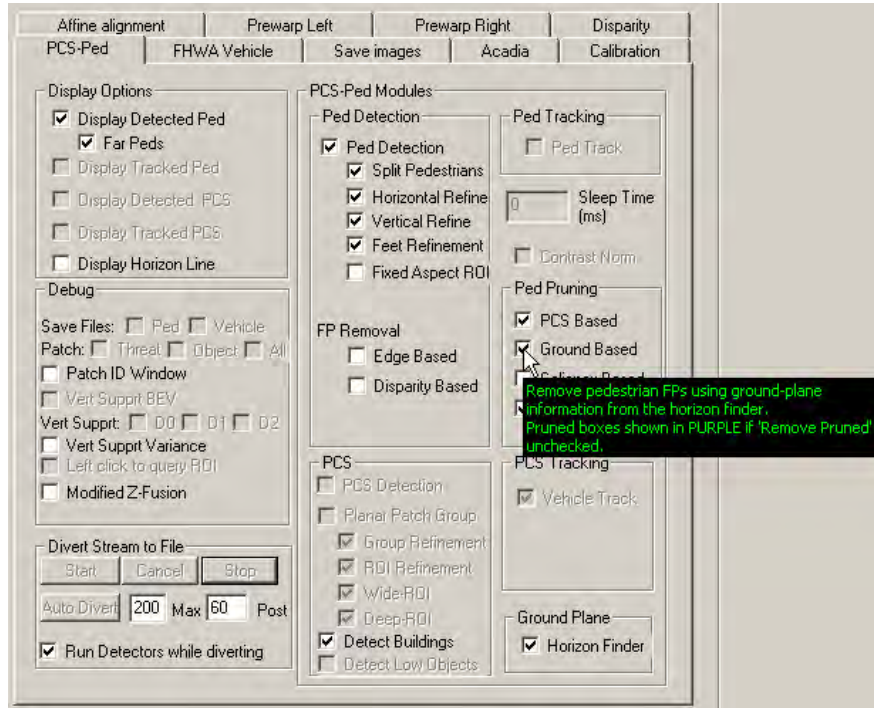 Affine alignment Prewarp Left Prewarp Right Disparity
PCS-Ped FHWA Vehicle Save images Acadia Calibration
Display Options
Display Detected Ped
Far Peds
Display Tracked Ped
Display Detected PCS
Display Tracked PCS
Display Horizon Line
Debug
Save Files: Ped Vehicle
Patch: Threat Object All
Patch ID Window
Vert Supprt BEV
Vert Supprt: D0 D1 D2
Vert Supprt Variance
Left click to query ROI
Modified Z-Fusion
Divert Stream to File
Start Cancel Stop
Auto Divert 200 Max 60 Post
Run Detectors while diverting
PCS-Ped Modules
Ped Detection
Ped Detection
Split Pedestrians
Horizontal Refine
Vertical Refine
Feet Refinement
Fixed Aspect ROI
FP Removal
Edge Based
Disparity Based
PCS
PCS Detection
Planar Patch Group
Group Refinement
ROI Refinement
Wide-ROI
Deep-ROI
Detect Buildings
Detect Low Objects
Ped Tracking
Ped Track
0 Sleep Time
(ms)
Contrast Norm
Ped Pruning
PCS Based
Ground Based
Remove pedestrian FPs using ground-plane
information from the horizon finder.
Pruned boxes shown in PURPLE if 'Remove Pruned'
unchecked.
PCS Tracking
Vehicle Track
Ground Plane
Horizon Finder